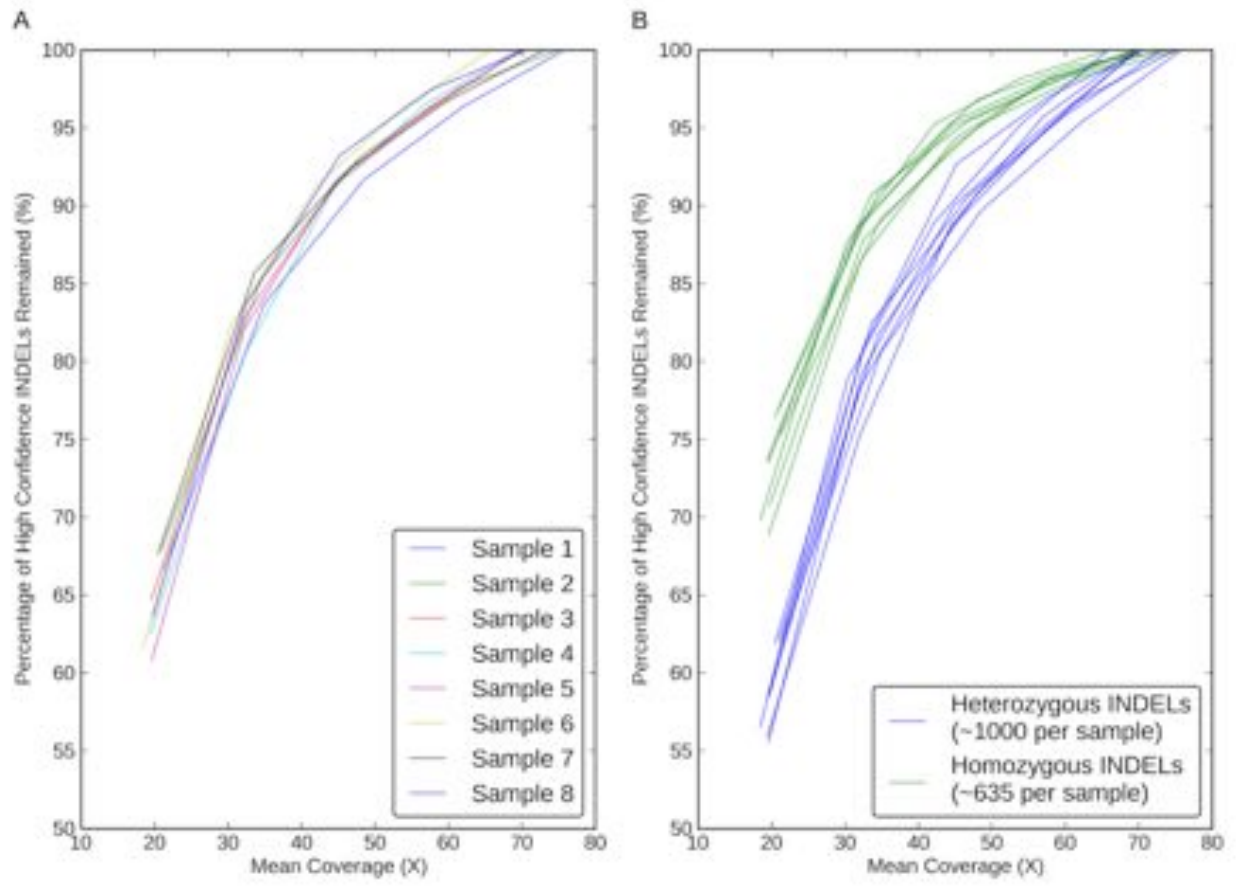 A
B
100
95
90
85
80
75
70
65
60
55
50
10
20
30
40
50
60
70
80
Percentage of High Confidence INDELs Remained (%)
Mean Coverage (X)
Sample 1
Sample 2
Sample 3
Sample 4
Sample 5
Sample 6
Sample 7
Sample 8
100
95
90
85
80
75
70
65
60
55
50
10
20
30
40
50
60
70
80
Percentage of High Confidence INDELs Remained (%)
Mean Coverage (X)
Heterozygous INDELs
(~1000 per sample)
Homozygous INDELs
(~635 per sample)